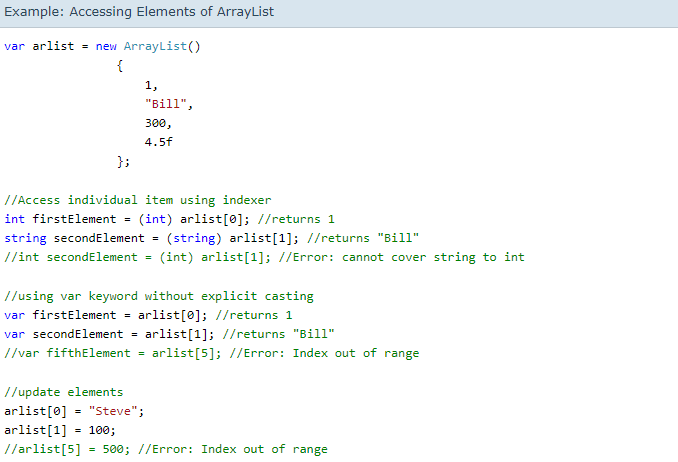 Example: Accessing Elements of ArrayList
var arlist = new ArrayList()
{
1,
"Bill",
300,
4.5f
};
//Access individual item using indexer
int firstElement = (int) arlist[0]; //returns 1
string secondElement = (string) arlist[1]; //returns "Bill"
//int secondElement = (int) arlist[1]; //Error: cannot cover string to int
//using var keyword without explicit casting
var firstElement = arlist[0]; //returns 1
var secondElement = arlist[1]; //returns "Bill"
//var fifthElement = arlist[5]; //Error: Index out of range
//update elements
arlist[0] = "Steve";
arlist[1] = 100;
//arlist[5] = 500; //Error: Index out of range